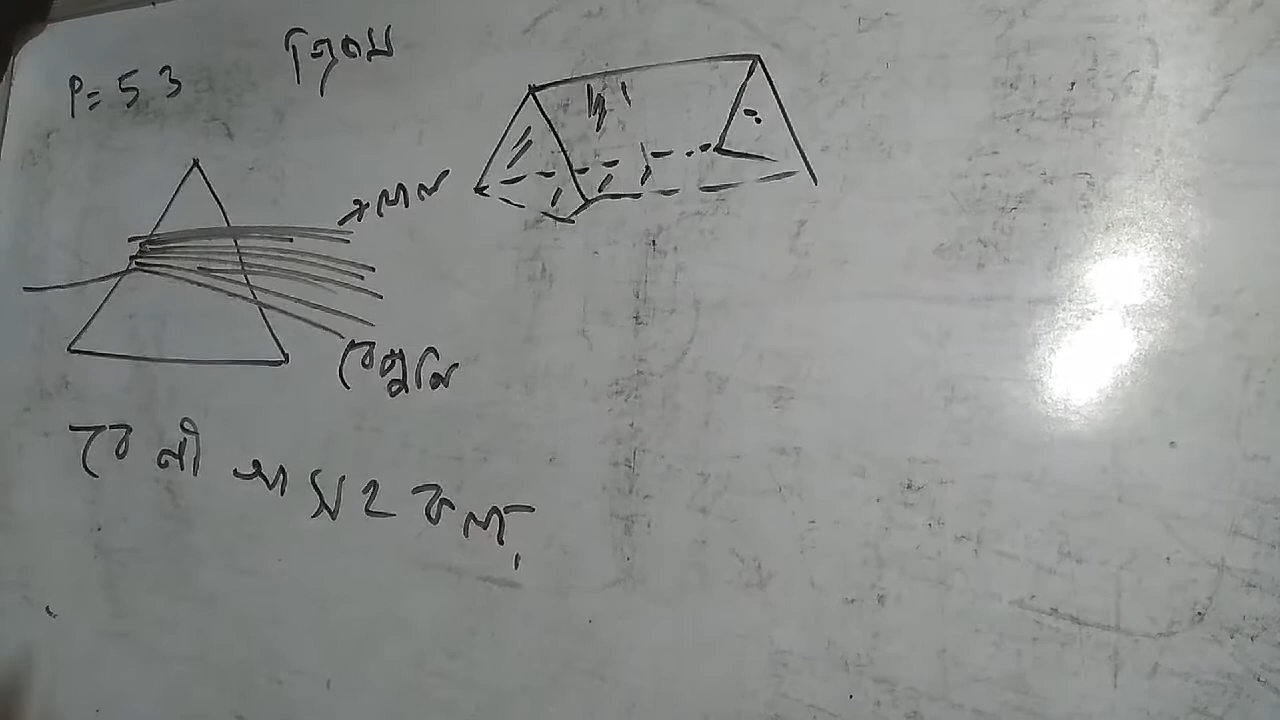 P = 53
প্রিজম
লাল
বেগুনি
বে নী আ স হ ক লা